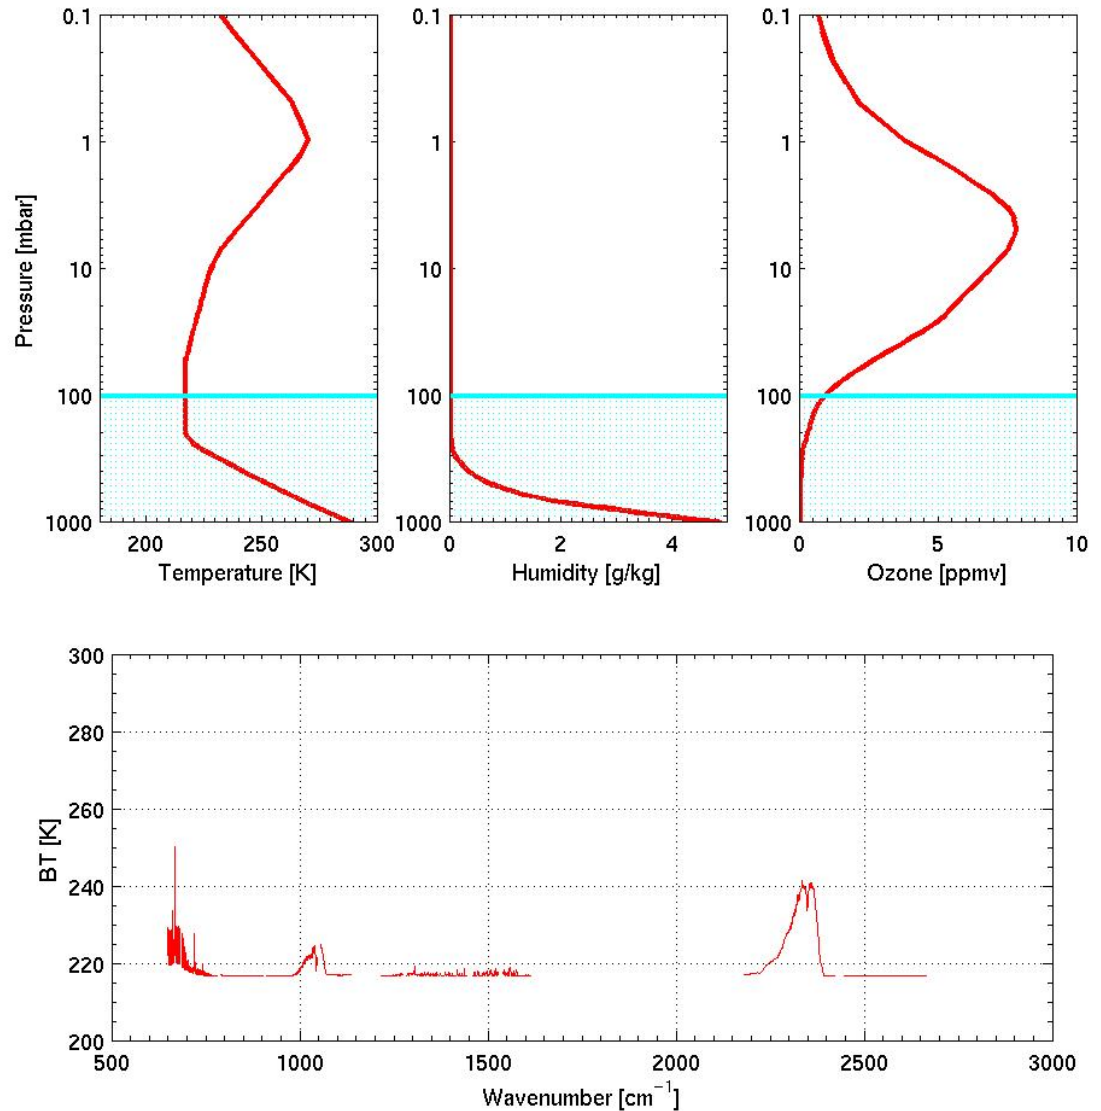 0.1
1
10
100
1000
Pressure [mbar]
200 250 300
Temperature [K]
0.1
1
10
100
1000
0 2 4
Humidity [g/kg]
0.1
1
10
100
1000
0 5 10
Ozone [ppmv]
300
280
260
240
220
200
BT [K]
500 1000 1500 2000 2500 3000
Wavenumber [cm⁻¹]